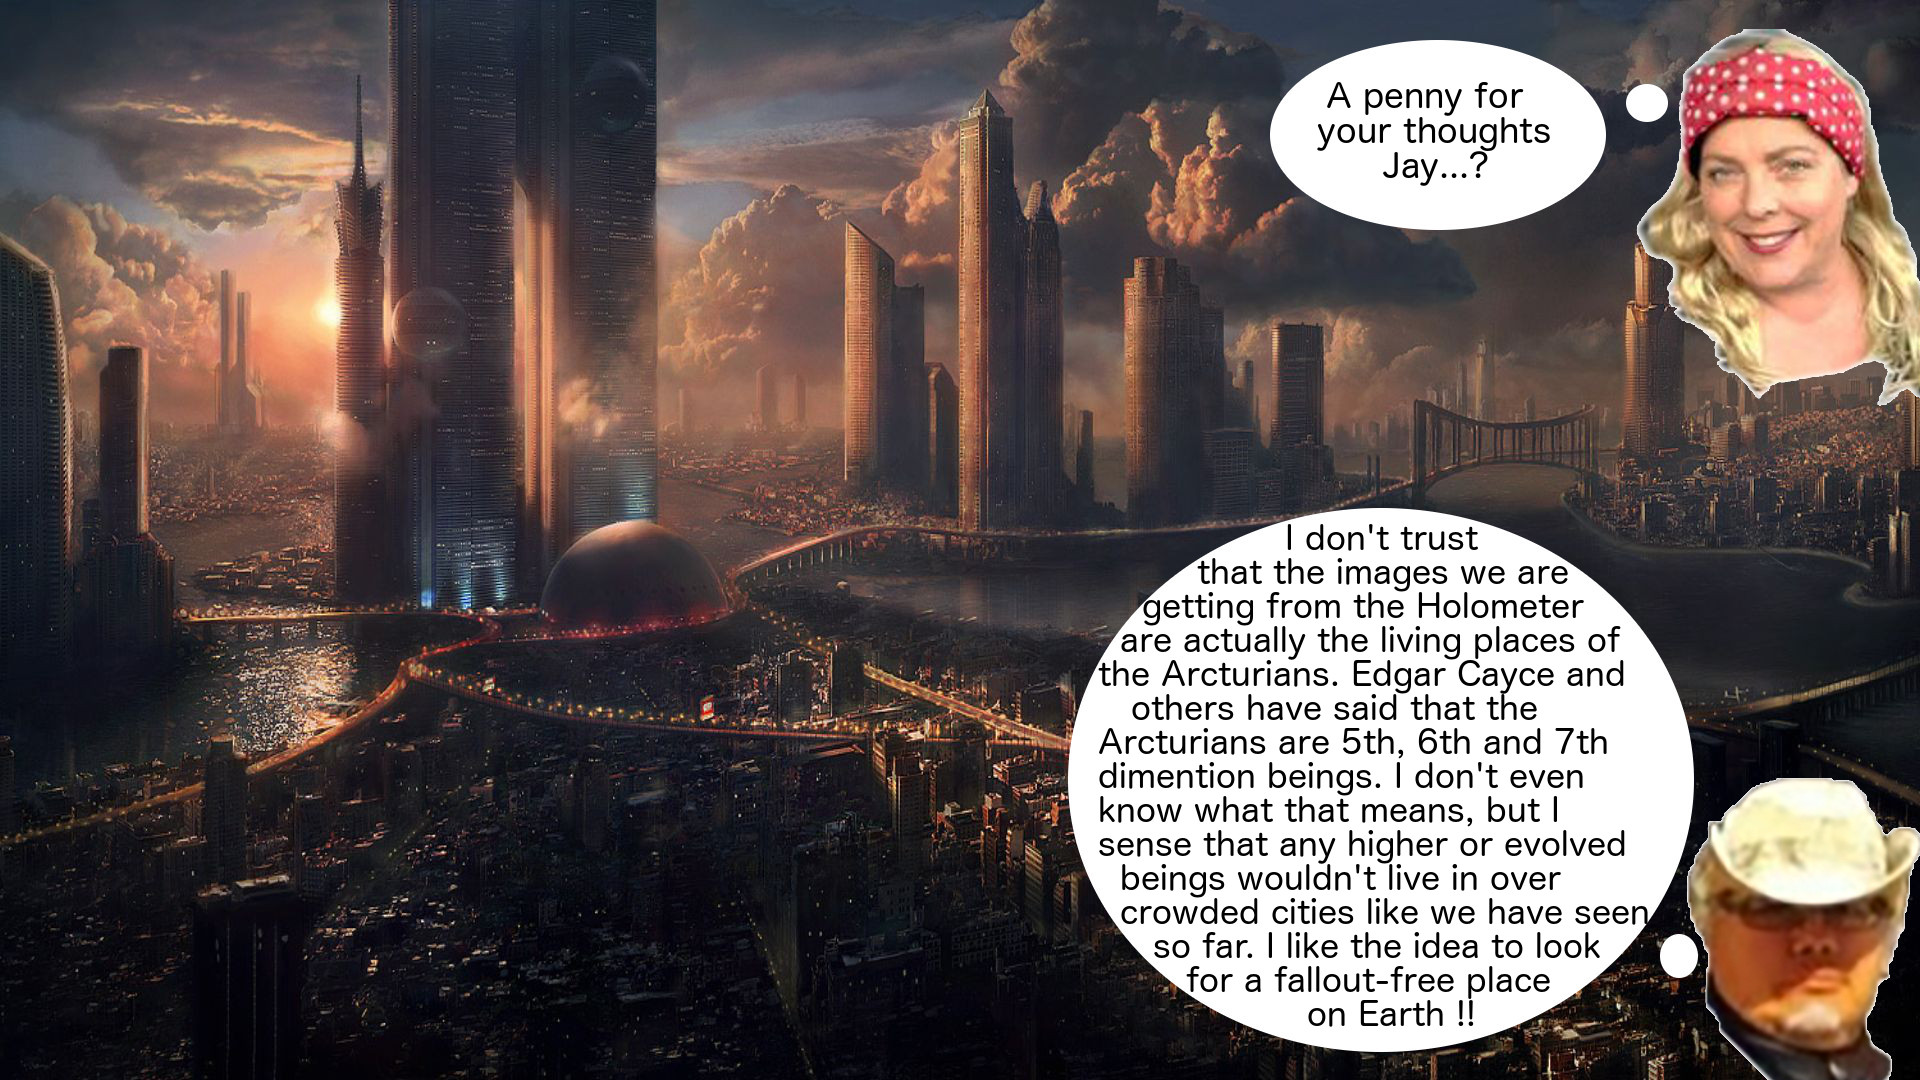 A penny for
your thoughts
Jay...?
I don't trust
that the images we are
getting from the Holometer
are actually the living places of
the Arcturians. Edgar Cayce and
others have said that the
Arcturians are 5th, 6th and 7th
dimention beings. I don't even
know what that means, but I
sense that any higher or evolved
beings wouldn't live in over
crowded cities like we have seen
so far. I like the idea to look
for a fallout-free place
on Earth !!